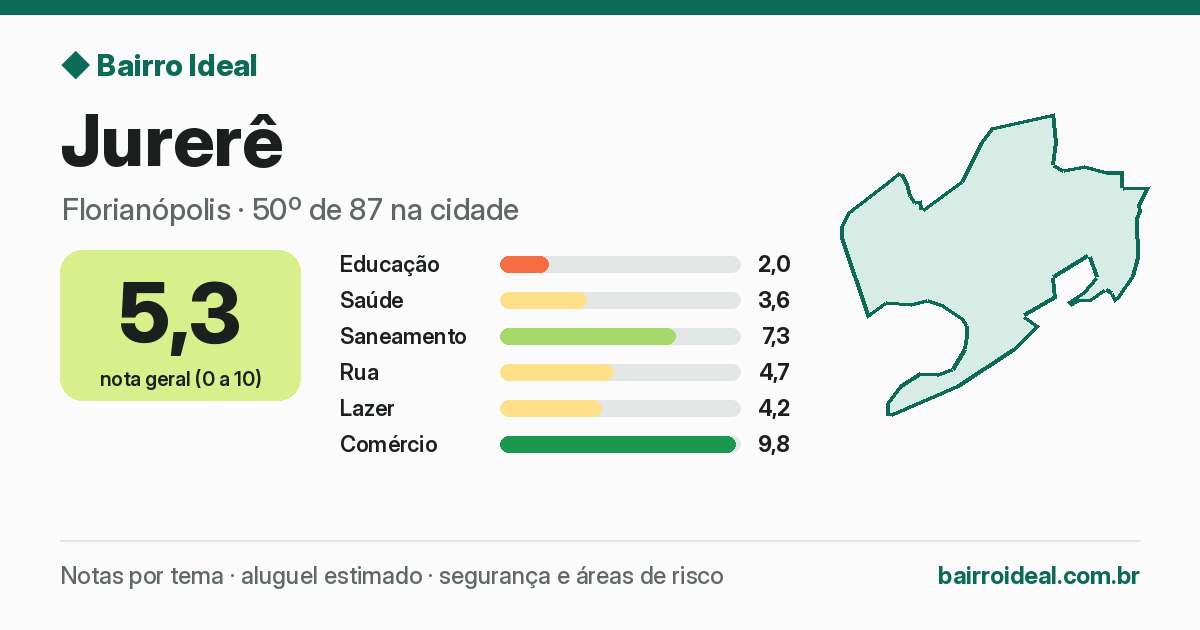 Bairro Ideal
Jurerê
Florianópolis · 50º de 87 na cidade
5,3
nota geral (0 a 10)
Educação 2,0
Saúde 3,6
Saneamento 7,3
Rua 4,7
Lazer 4,2
Comércio 9,8
Notas por tema · aluguel estimado · segurança e áreas de risco
bairroideal.com.br